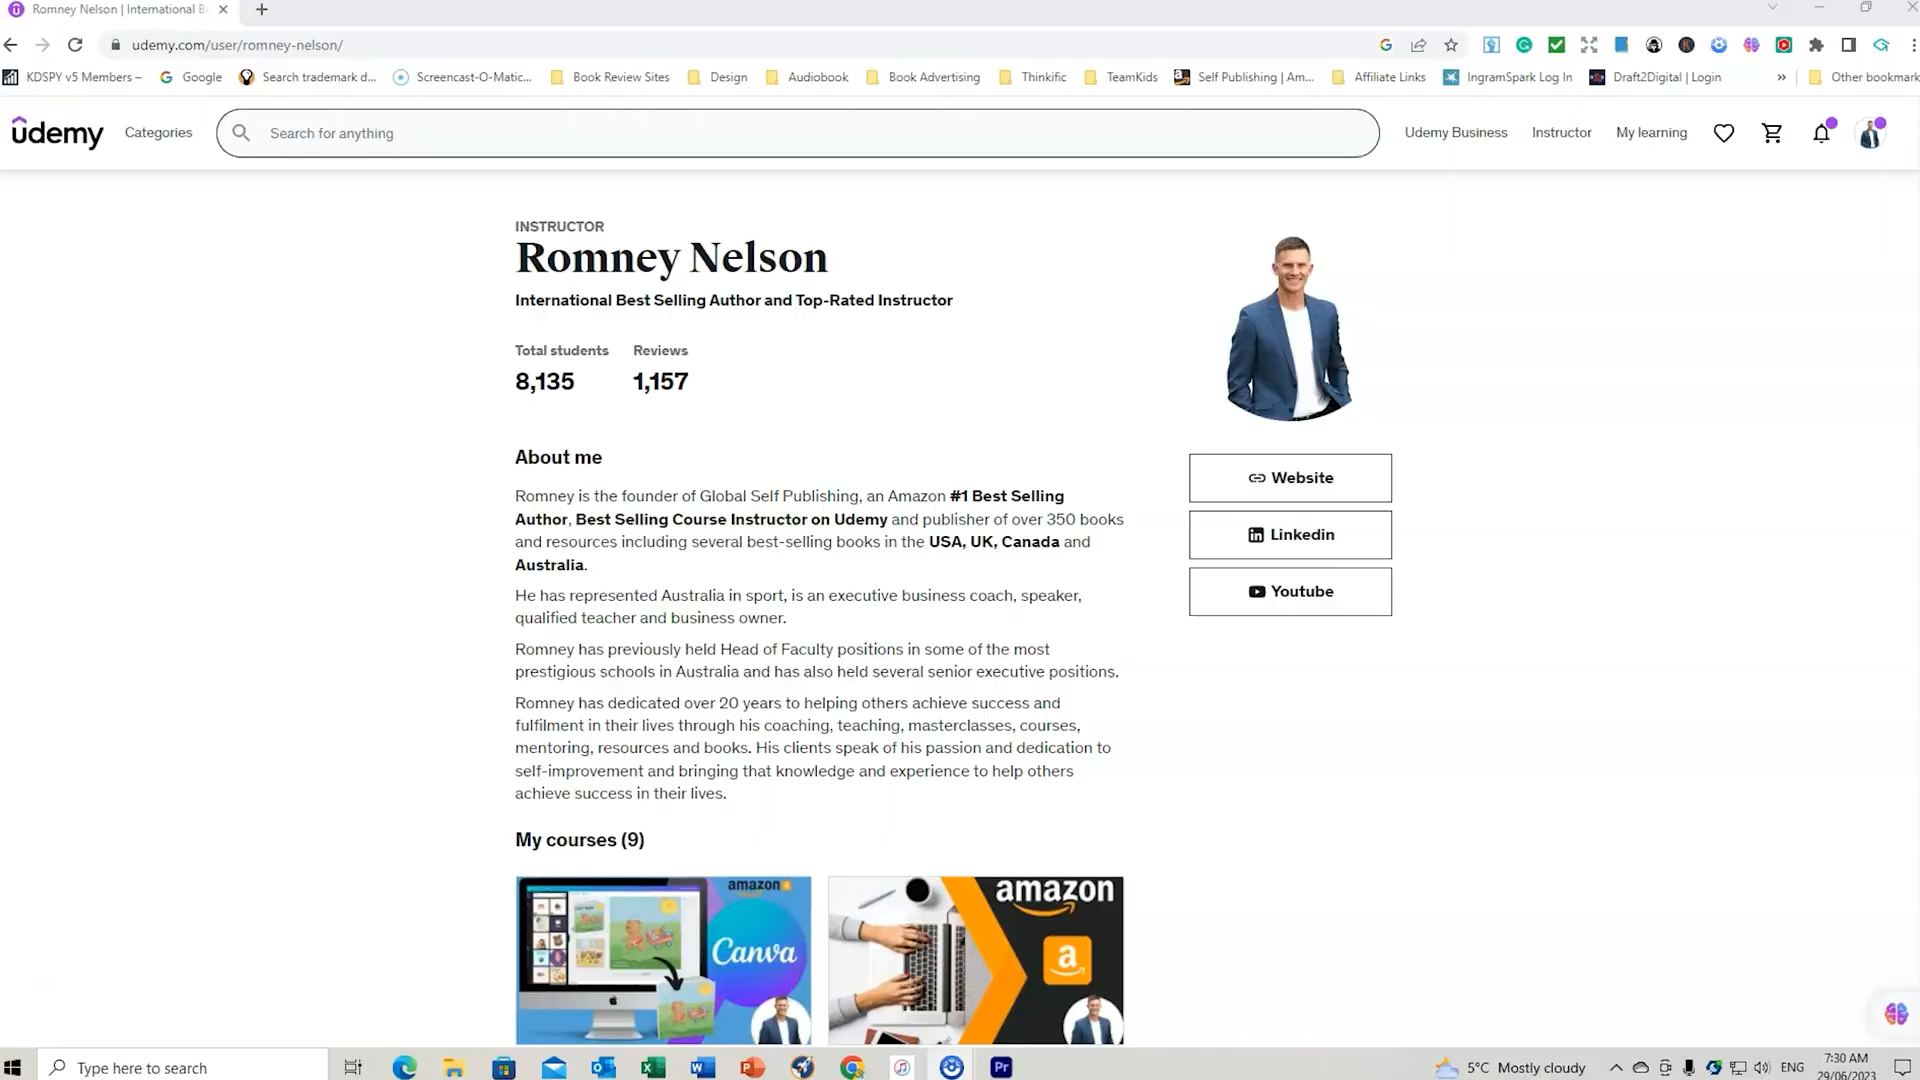 Romney Nelson | International B
udemy.com/user/romney-nelson/
KDSPY v5 Members –
Google
Search trademark d...
Screencast-O-Matic...
Book Review Sites
Design
Audiobook
Book Advertising
Thinkific
TeamKids
Self Publishing | Am...
Affiliate Links
IngramSpark Log In
Draft2Digital | Login
»
Other bookmark
udemy
Categories
Search for anything
Udemy Business
Instructor
My learning
INSTRUCTOR
Romney Nelson
International Best Selling Author and Top-Rated Instructor
Total students
Reviews
8,135
1,157
About me
Romney is the founder of Global Self Publishing, an Amazon #1 Best Selling
Author, Best Selling Course Instructor on Udemy and publisher of over 350 books
and resources including several best-selling books in the USA, UK, Canada and
Australia.
He has represented Australia in sport, is an executive business coach, speaker,
qualified teacher and business owner.
Romney has previously held Head of Faculty positions in some of the most
prestigious schools in Australia and has also held several senior executive positions.
Romney has dedicated over 20 years to helping others achieve success and
fulfilment in their lives through his coaching, teaching, masterclasses, courses,
mentoring, resources and books. His clients speak of his passion and dedication to
self-improvement and bringing that knowledge and experience to help others
achieve success in their lives.
Website
Linkedin
Youtube
My courses (9)
amazon
Canva
amazon
a
Type here to search
Pr
5°C Mostly cloudy
ENG
7:30 AM
29/06/2023